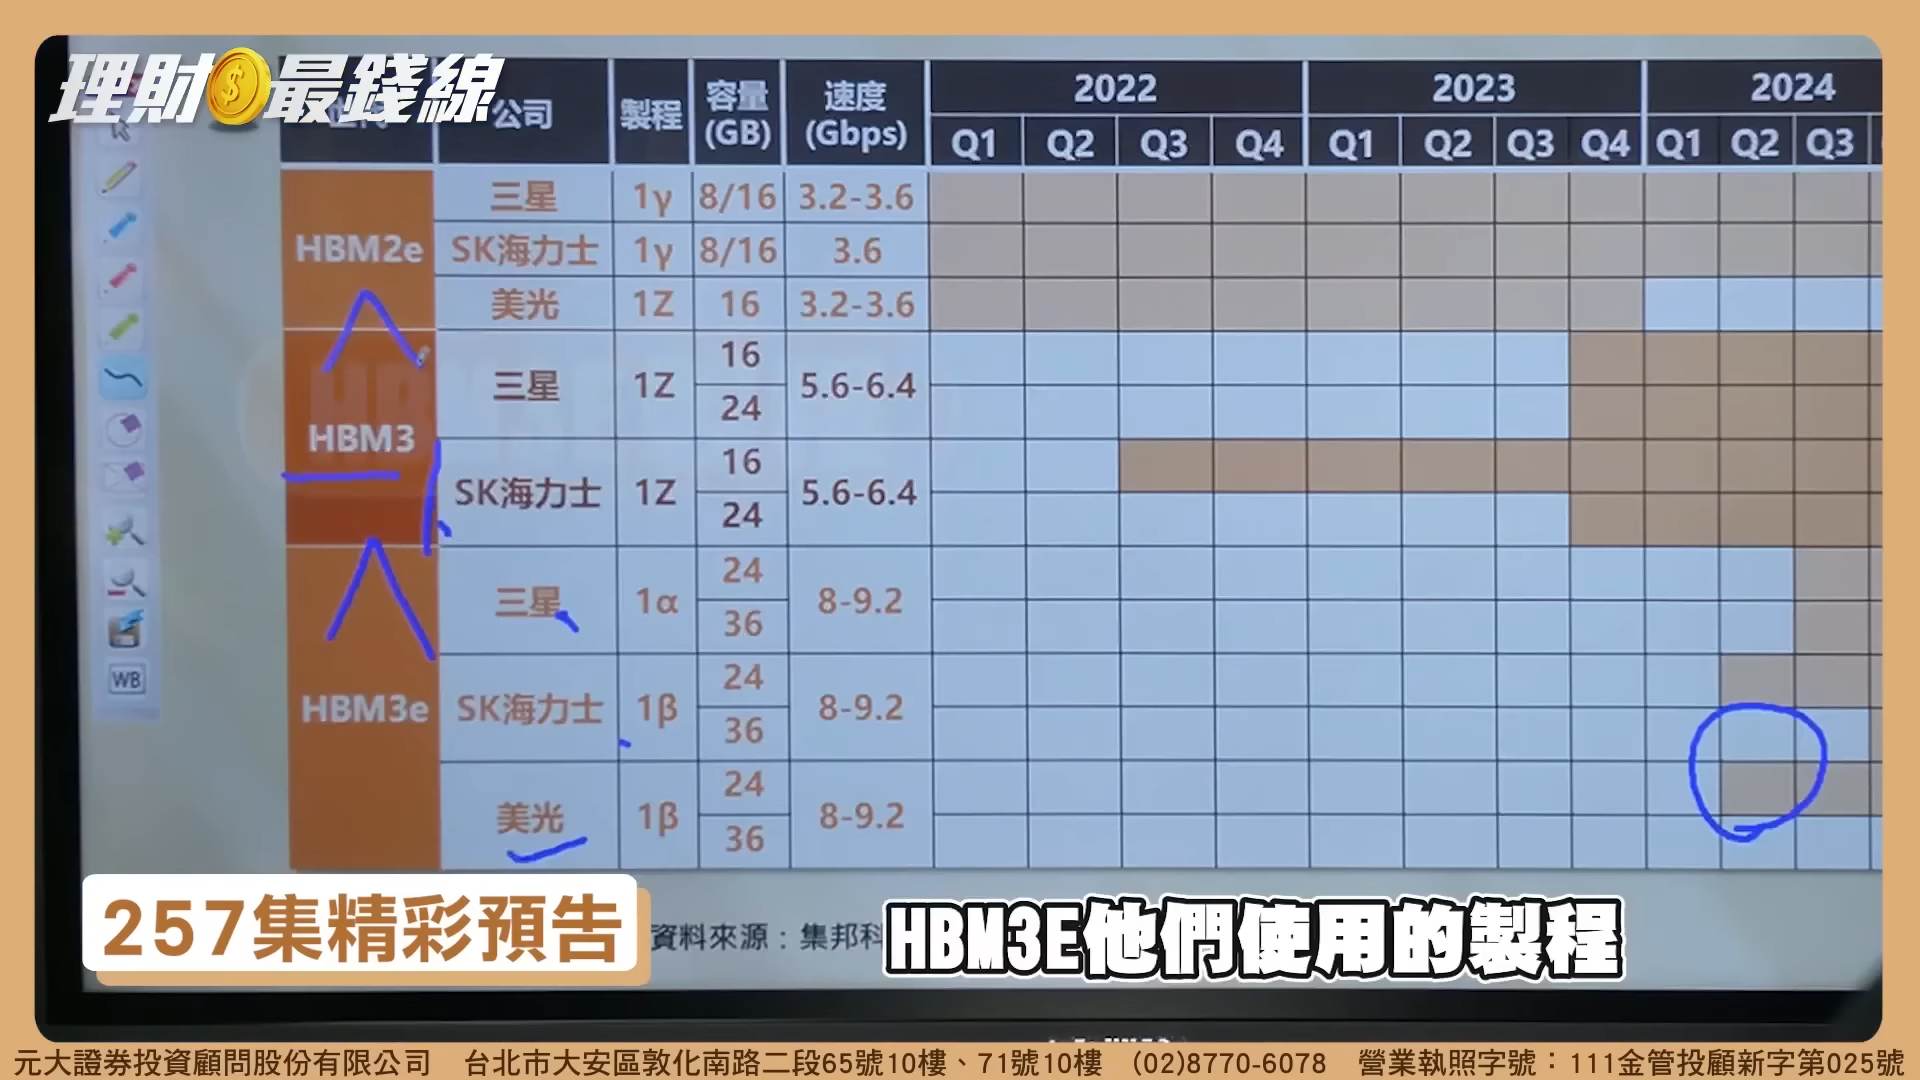 理財最錢線
公司 製程 容量(GB) 速度(Gbps) 2022 2023 2024
Q1 Q2 Q3 Q4 Q1 Q2 Q3 Q4 Q1 Q2 Q3
HBM2e
三星 1γ 8/16 3.2-3.6
SK海力士 1γ 8/16 3.6
美光 1Z 16 3.2-3.6
HBM3
三星 1Z 16 24 5.6-6.4
SK海力士 1Z 16 24 5.6-6.4
HBM3e
三星 1α 24 36 8-9.2
SK海力士 1β 24 36 8-9.2
美光 1β 24 36 8-9.2
WB
257集精彩預告
資料來源：集邦科
HBM3E他們使用的製程
元大證券投資顧問股份有限公司 台北市大安區敦化南路二段65號10樓、71號10樓 (02)8770-6078 營業執照字號：111金管投顧新字第025號